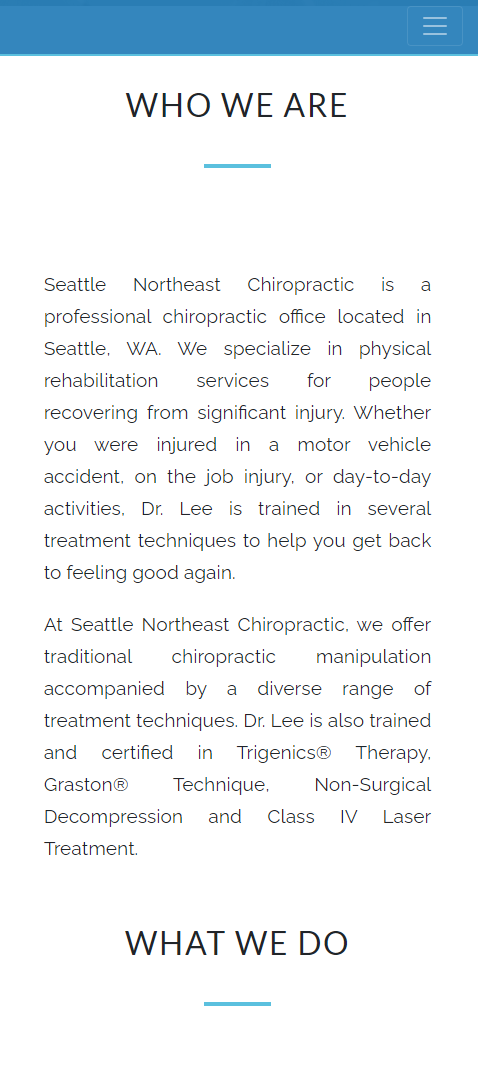 WHO WE ARE
Seattle Northeast Chiropractic is a
professional chiropractic office located in
Seattle, WA. We specialize in physical
rehabilitation services for people
recovering from significant injury. Whether
you were injured in a motor vehicle
accident, on the job injury, or day-to-day
activities, Dr. Lee is trained in several
treatment techniques to help you get back
to feeling good again.
At Seattle Northeast Chiropractic, we offer
traditional chiropractic manipulation
accompanied by a diverse range of
treatment techniques. Dr. Lee is also trained
and certified in Trigenics® Therapy,
Graston® Technique, Non-Surgical
Decompression and Class IV Laser
Treatment.
WHAT WE DO